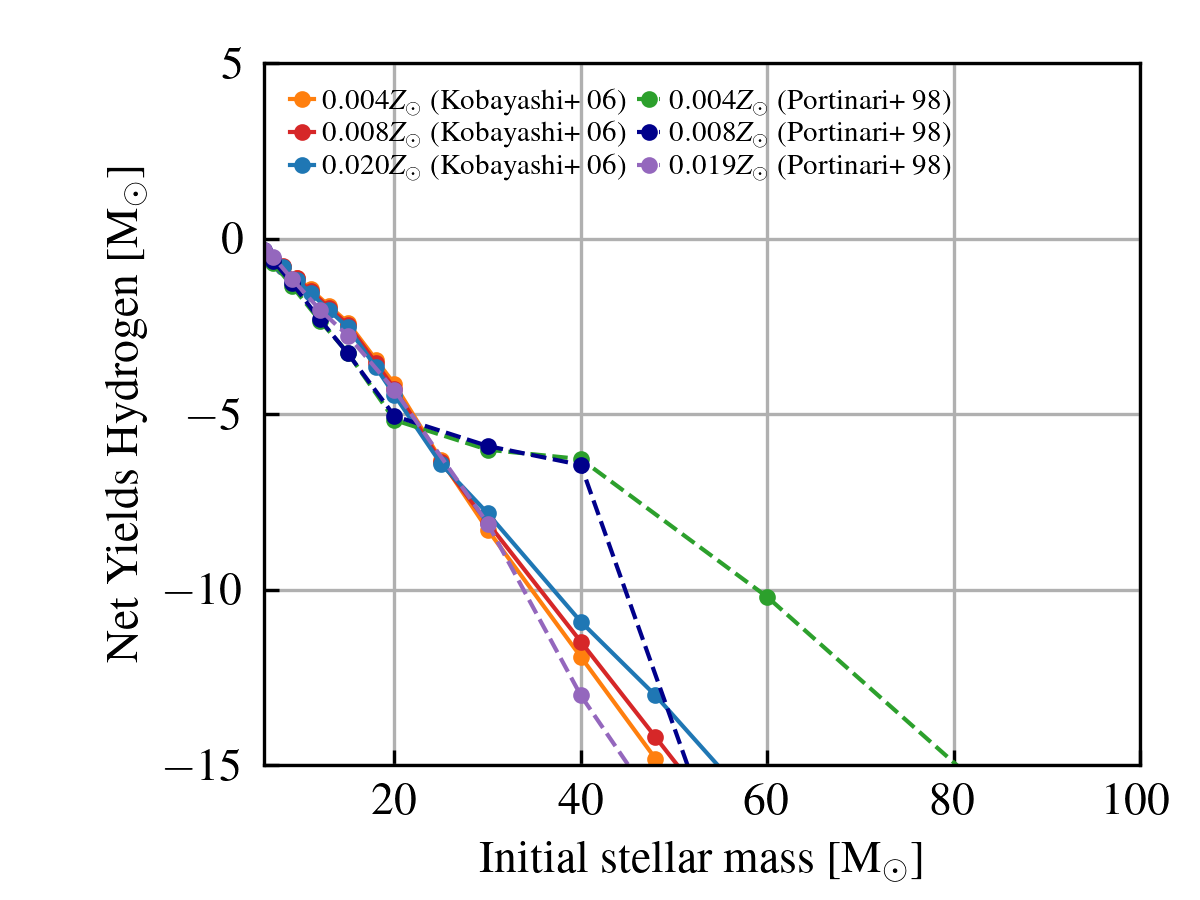 5
0.004Z☉ (Kobayashi+ 06) 0.004Z☉ (Portinari+ 98)
0.008Z☉ (Kobayashi+ 06) 0.008Z☉ (Portinari+ 98)
0.020Z☉ (Kobayashi+ 06) 0.019Z☉ (Portinari+ 98)
0
−5
−10
−15
Net Yields Hydrogen [M☉]
20 40 60 80 100
Initial stellar mass [M☉]